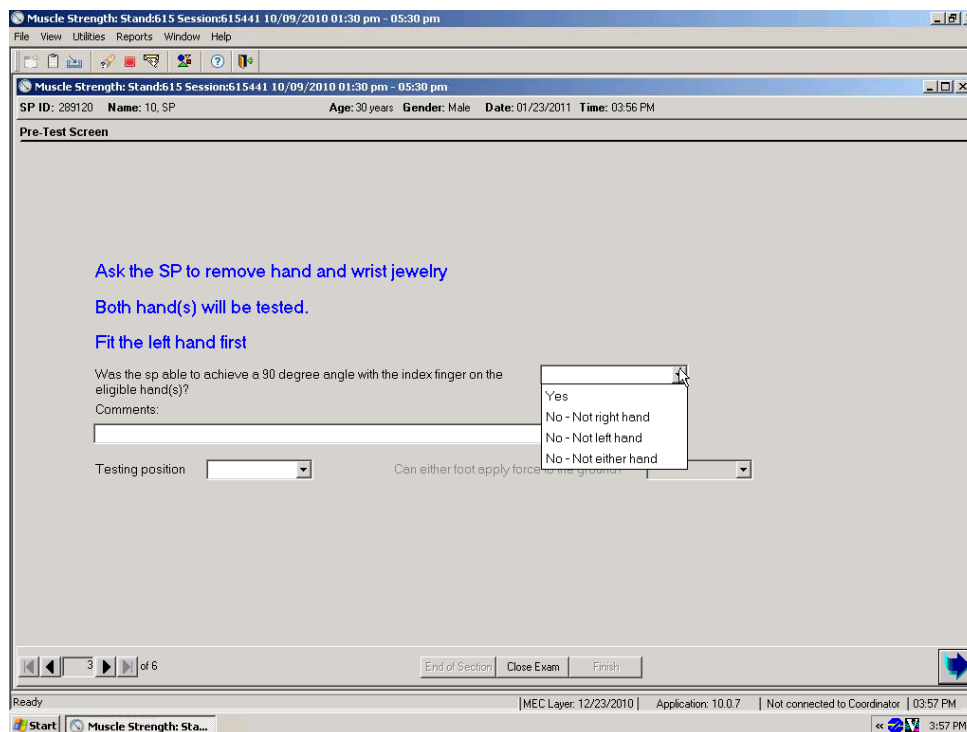 Muscle Strength: Stand:615 Session:615441 10/09/2010 01:30 pm - 05:30 pm
File View Utilities Reports Window Help
Muscle Strength: Stand:615 Session:615441 10/09/2010 01:30 pm - 05:30 pm
SP ID: 289120 Name: 10, SP Age: 30 years Gender: Male Date: 01/23/2011 Time: 03:56 PM
Pre-Test Screen
Ask the SP to remove hand and wrist jewelry
Both hand(s) will be tested.
Fit the left hand first
Was the sp able to achieve a 90 degree angle with the index finger on the
eligible hand(s)?
Yes
No - Not right hand
No - Not left hand
No - Not either hand
Comments:
Testing position Can either foot apply force to the ground?
3 of 6 End of Section Close Exam Finish
Ready MEC Layer: 12/23/2010 Application: 10.0.7 Not connected to Coordinator 03:57 PM
Start Muscle Strength: Sta... « 3:57 PM